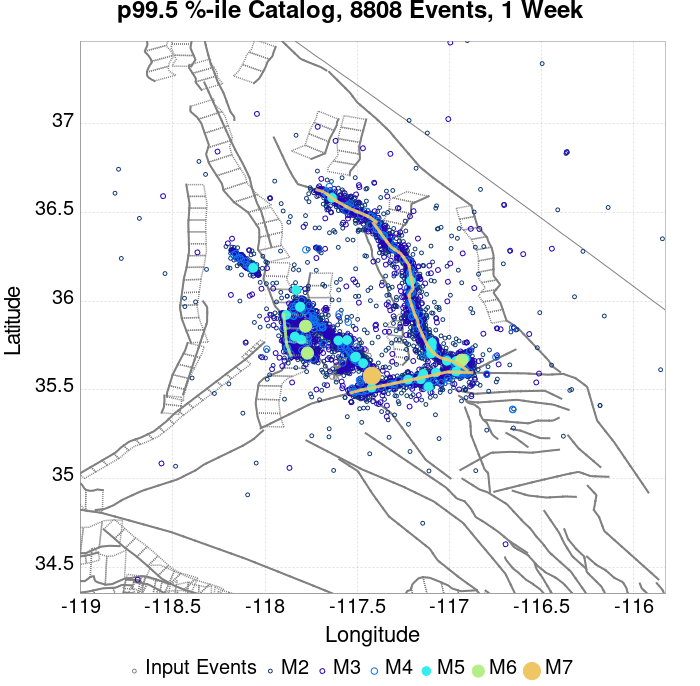 p99.5 %-ile Catalog, 8808 Events, 1 Week
37
36.5
36
35.5
35
34.5
Latitude
-119 -118.5 -118 -117.5 -117 -116.5 -116
Longitude
Input Events M2 M3 M4 M5 M6 M7